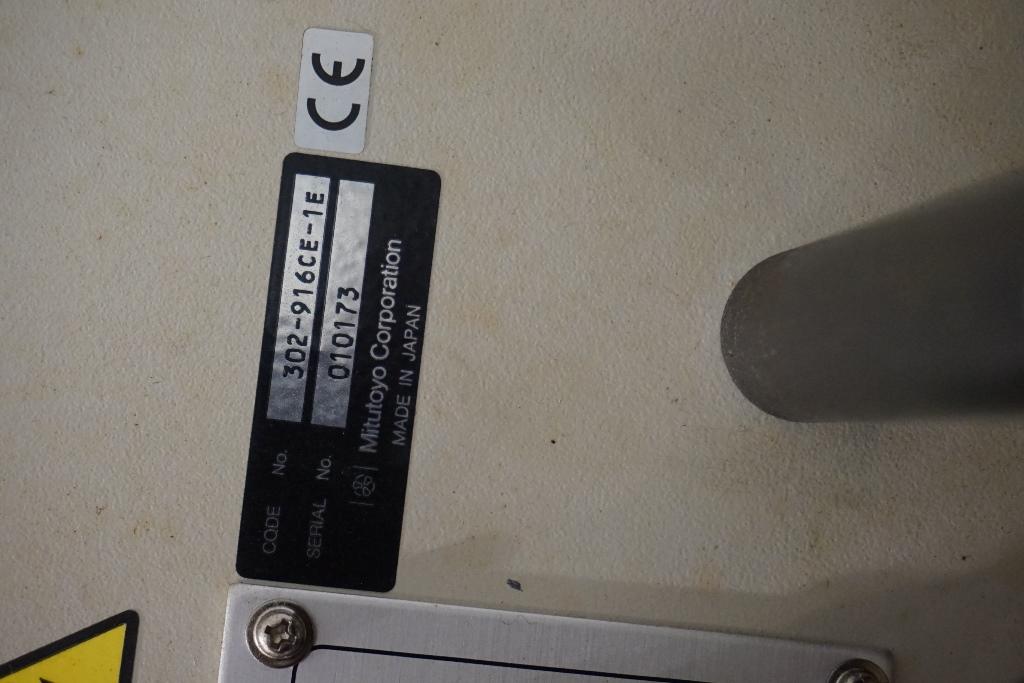 CE
CODE No. 302-916CE-1E
SERIAL No. 010173
Mitutoyo Corporation
MADE IN JAPAN